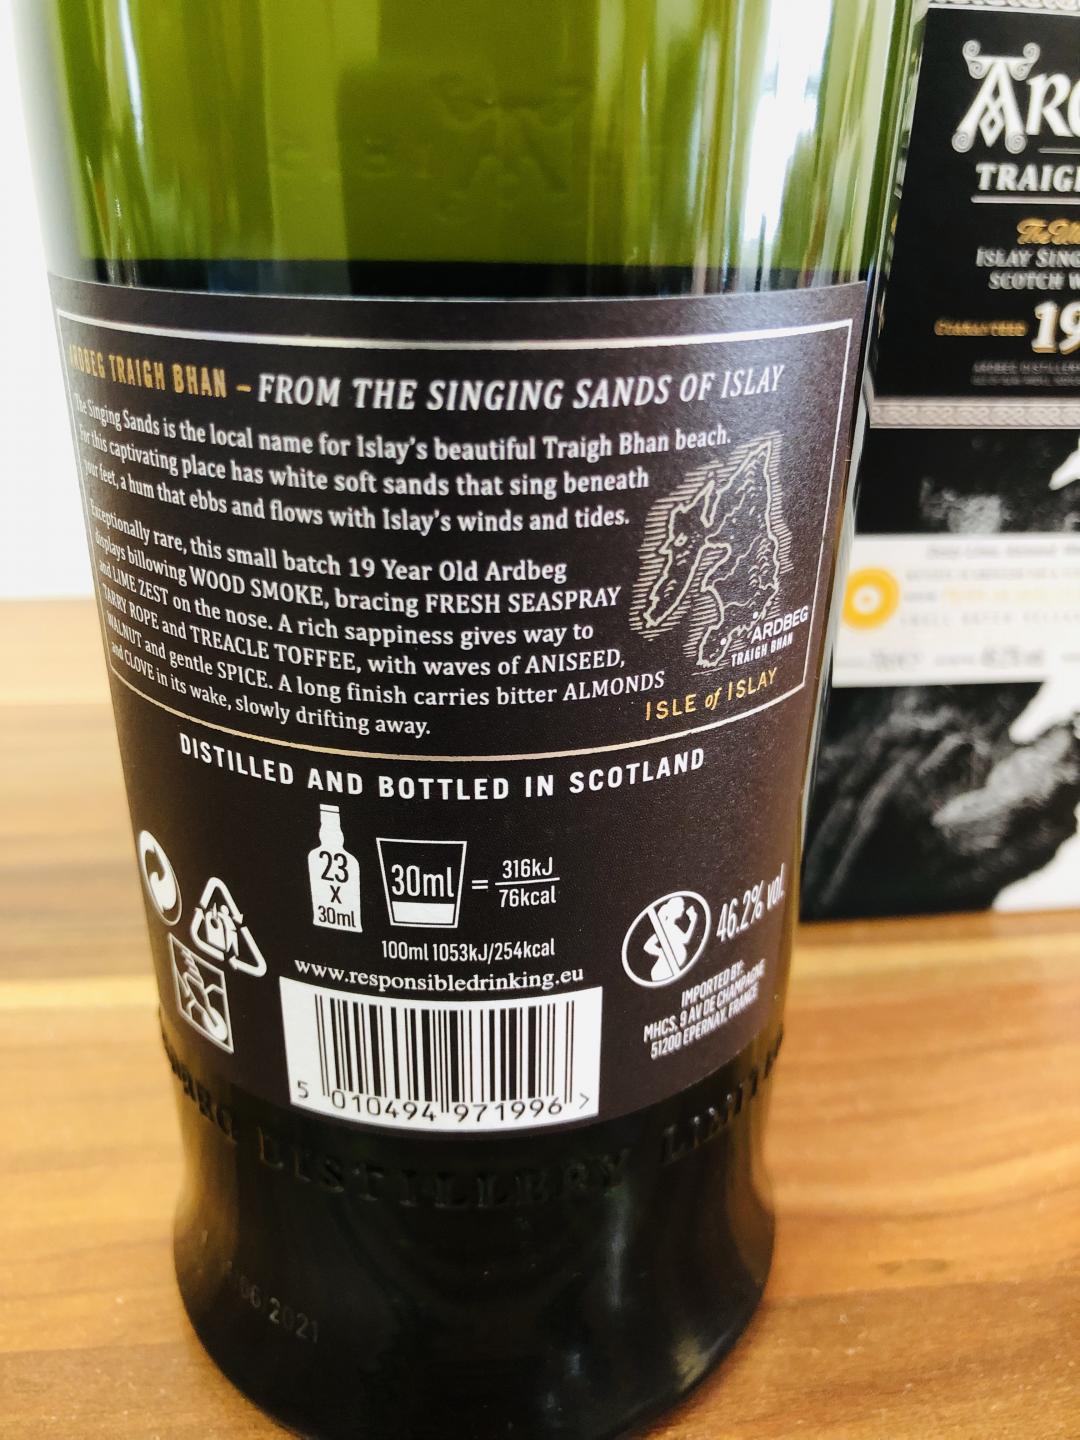 ARDBEG TRAIGH BHAN – FROM THE SINGING SANDS OF ISLAY
The Singing Sands is the local name for Islay's beautiful Traigh Bhan beach.
For this captivating place has white soft sands that sing beneath
your feet, a hum that ebbs and flows with Islay's winds and tides.
Exceptionally rare, this small batch 19 Year Old Ardbeg
displays billowing WOOD SMOKE, bracing FRESH SEASPRAY
and LIME ZEST on the nose. A rich sappiness gives way to
TARRY ROPE and TREACLE TOFFEE, with waves of ANISEED,
WALNUT and gentle SPICE. A long finish carries bitter ALMONDS
and CLOVE in its wake, slowly drifting away.
ARDBEG
TRAIGH BHAN
ISLE of ISLAY
DISTILLED AND BOTTLED IN SCOTLAND
23
X
30ml
30ml
= 316kJ
76kcal
100ml 1053kJ/254kcal
www.responsibledrinking.eu
46.2% vol.
IMPORTED BY:
MHCS, 9 AV DE CHAMPAGNE
51200 EPERNAY, FRANCE
5 010494 971996 >
DISTILLERY LIMITED
06 2021
ARD
TRAIGH
ISLAY SING
SCOTCH W
GUARANTEED 19